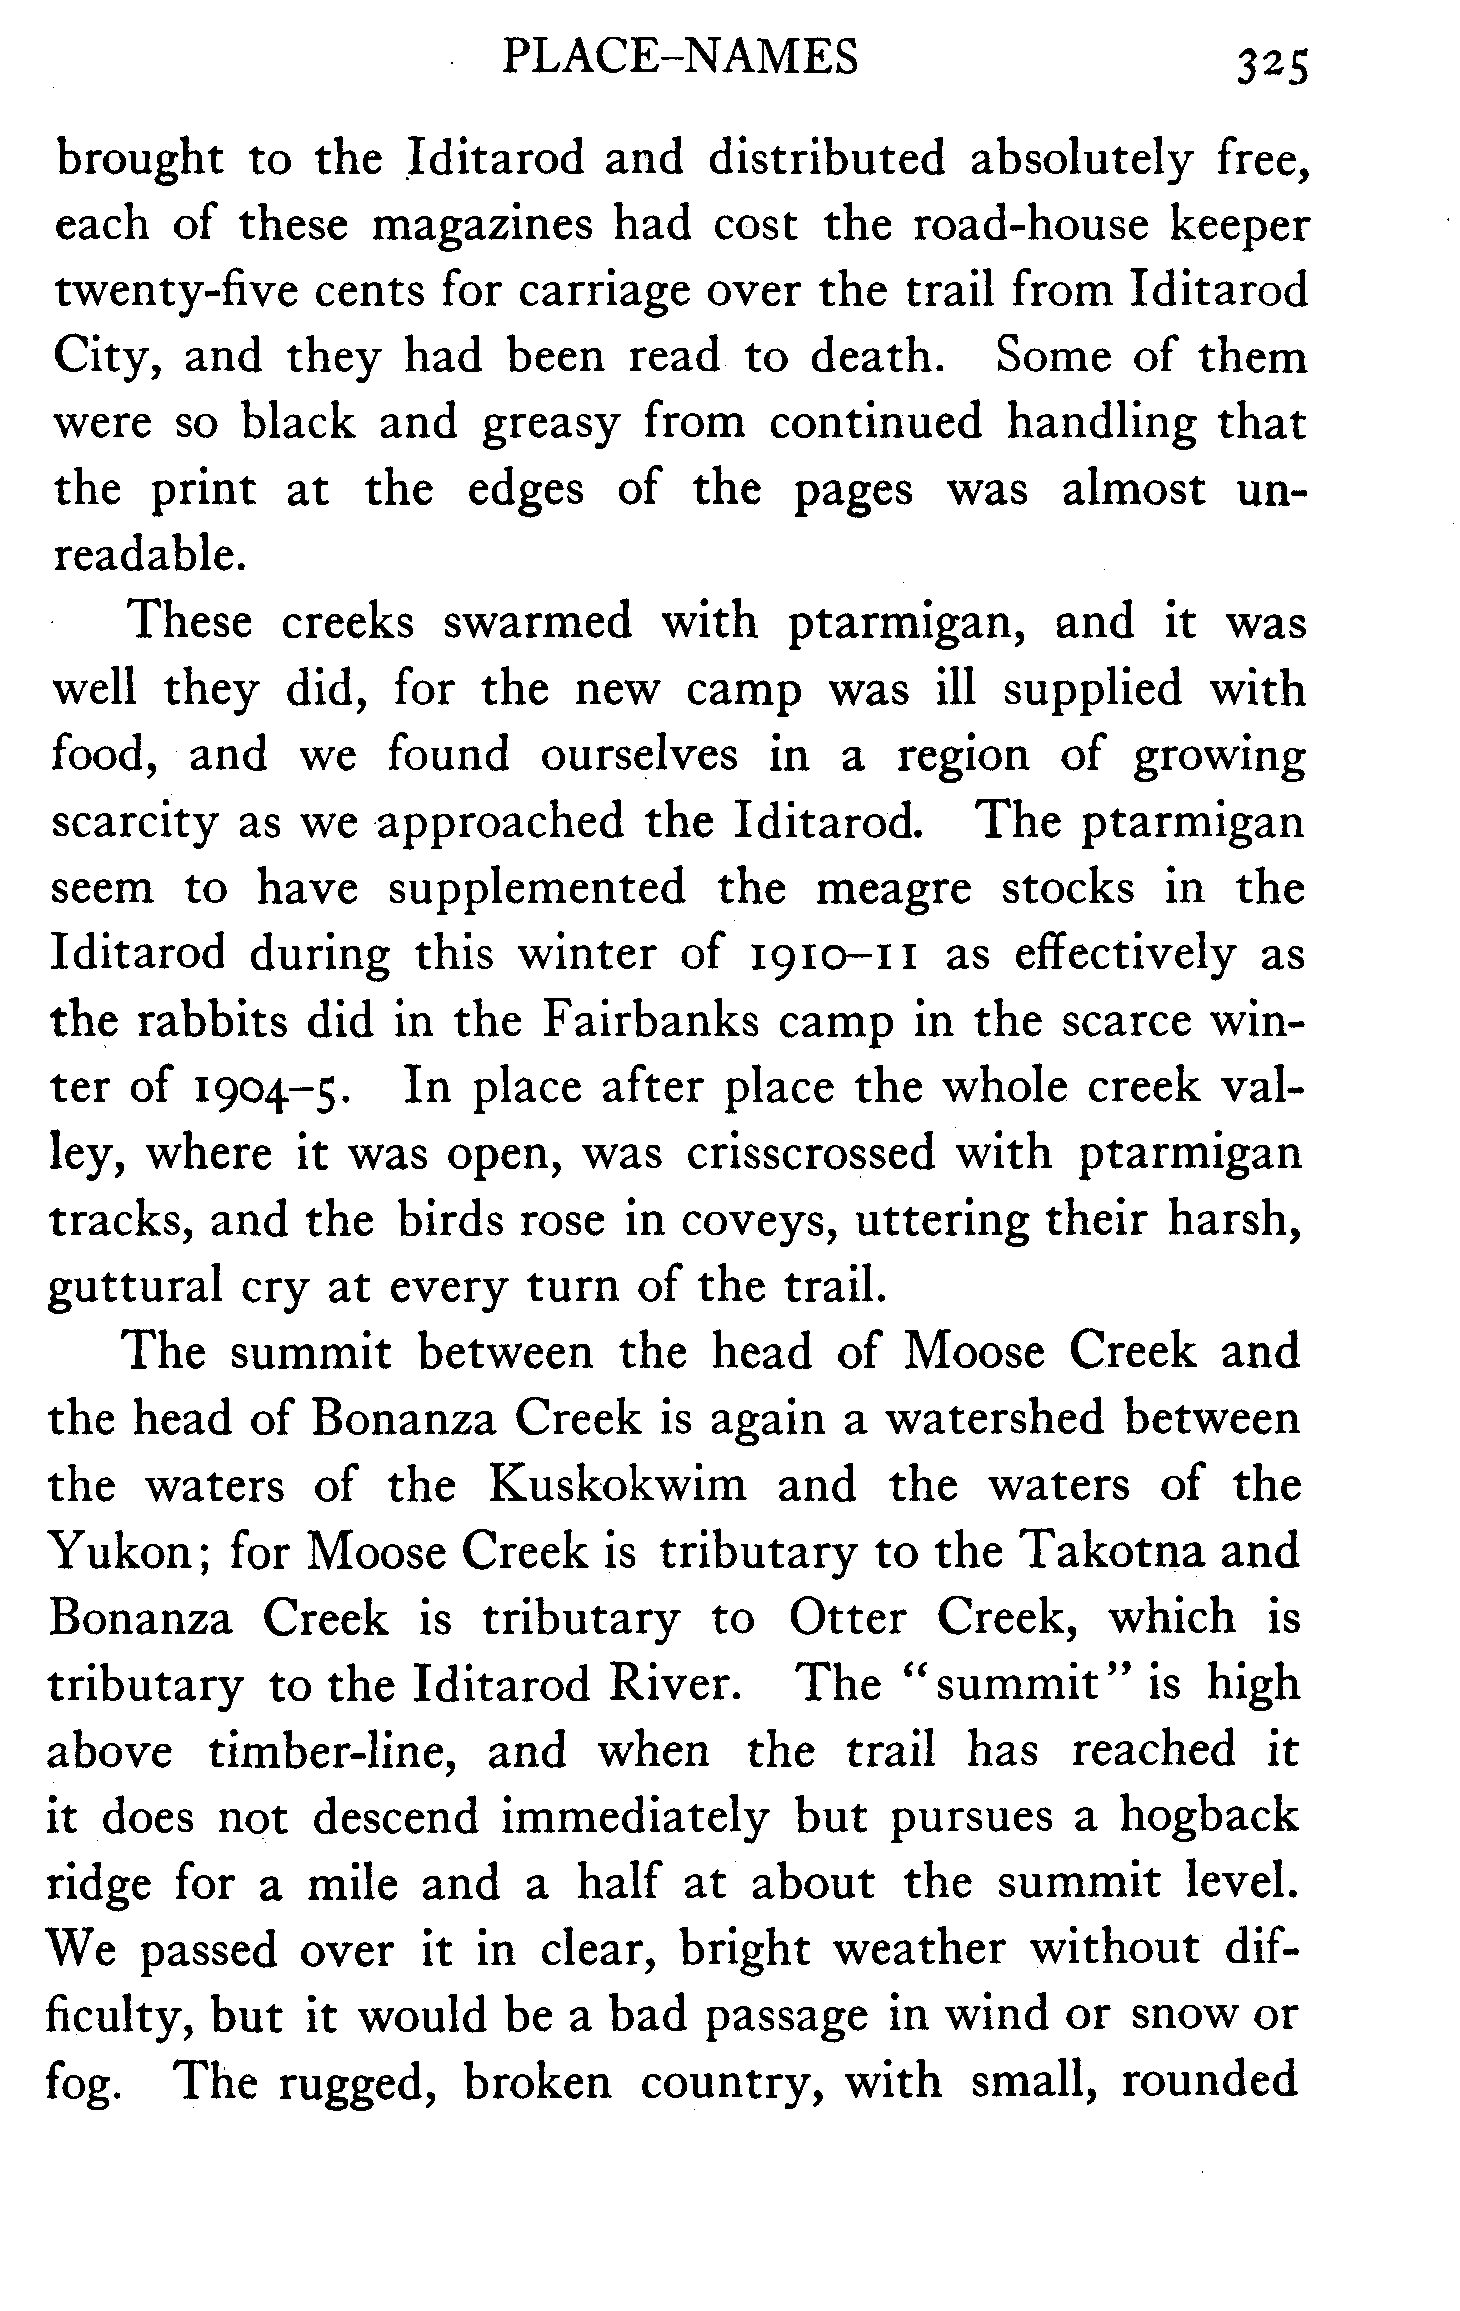 PLACE–NAMES 325
brought to the Iditarod and distributed absolutely free,
each of these magazines had cost the road-house keeper
twenty-five cents for carriage over the trail from Iditarod
City, and they had been read to death. Some of them
were so black and greasy from continued handling that
the print at the edges of the pages was almost un-
readable.
These creeks swarmed with ptarmigan, and it was
well they did, for the new camp was ill supplied with
food, and we found ourselves in a region of growing
scarcity as we approached the Iditarod. The ptarmigan
seem to have supplemented the meagre stocks in the
Iditarod during this winter of 1910–11 as effectively as
the rabbits did in the Fairbanks camp in the scarce win-
ter of 1904–5. In place after place the whole creek val-
ley, where it was open, was crisscrossed with ptarmigan
tracks, and the birds rose in coveys, uttering their harsh,
guttural cry at every turn of the trail.
The summit between the head of Moose Creek and
the head of Bonanza Creek is again a watershed between
the waters of the Kuskokwim and the waters of the
Yukon; for Moose Creek is tributary to the Takotna and
Bonanza Creek is tributary to Otter Creek, which is
tributary to the Iditarod River. The “summit” is high
above timber-line, and when the trail has reached it
it does not descend immediately but pursues a hogback
ridge for a mile and a half at about the summit level.
We passed over it in clear, bright weather without dif-
ficulty, but it would be a bad passage in wind or snow or
fog. The rugged, broken country, with small, rounded